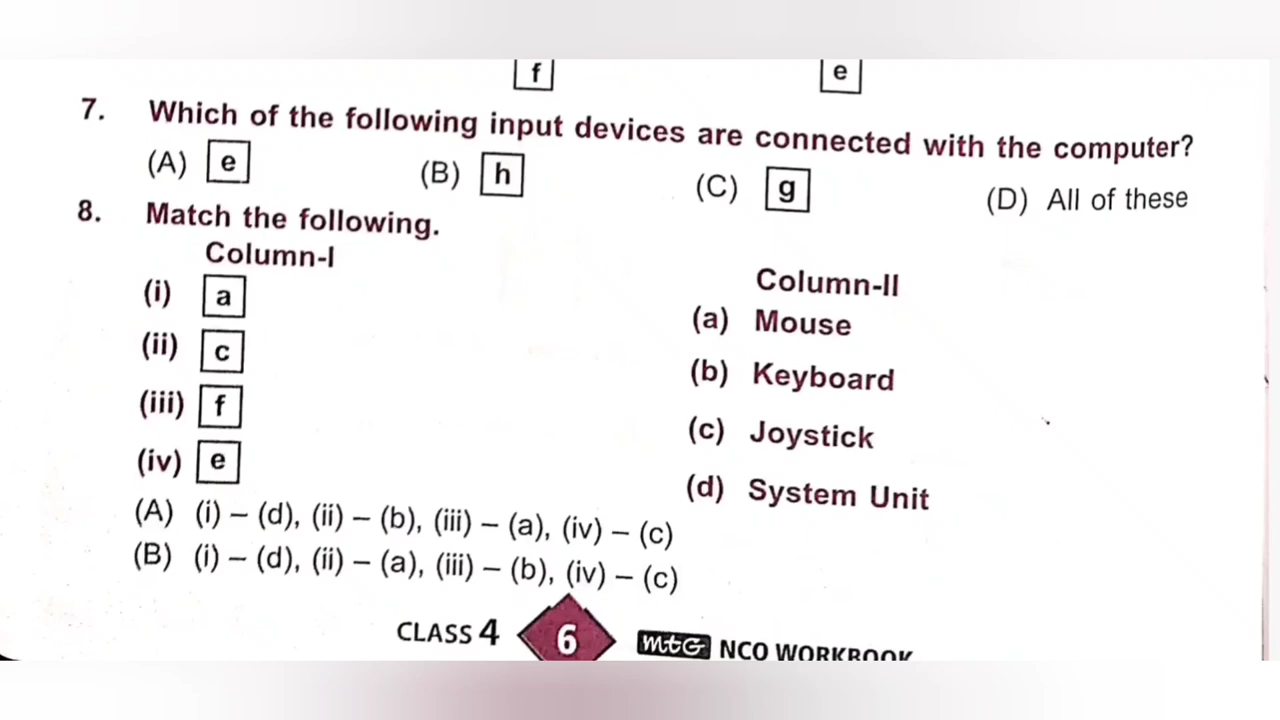 f e
7. Which of the following input devices are connected with the computer?
(A) e (B) h (C) g (D) All of these
8. Match the following.
Column-I Column-II
(i) a (a) Mouse
(ii) c (b) Keyboard
(iii) f (c) Joystick
(iv) e (d) System Unit
(A) (i) – (d), (ii) – (b), (iii) – (a), (iv) – (c)
(B) (i) – (d), (ii) – (a), (iii) – (b), (iv) – (c)
CLASS 4 6 mtG NCO WORKBOOK